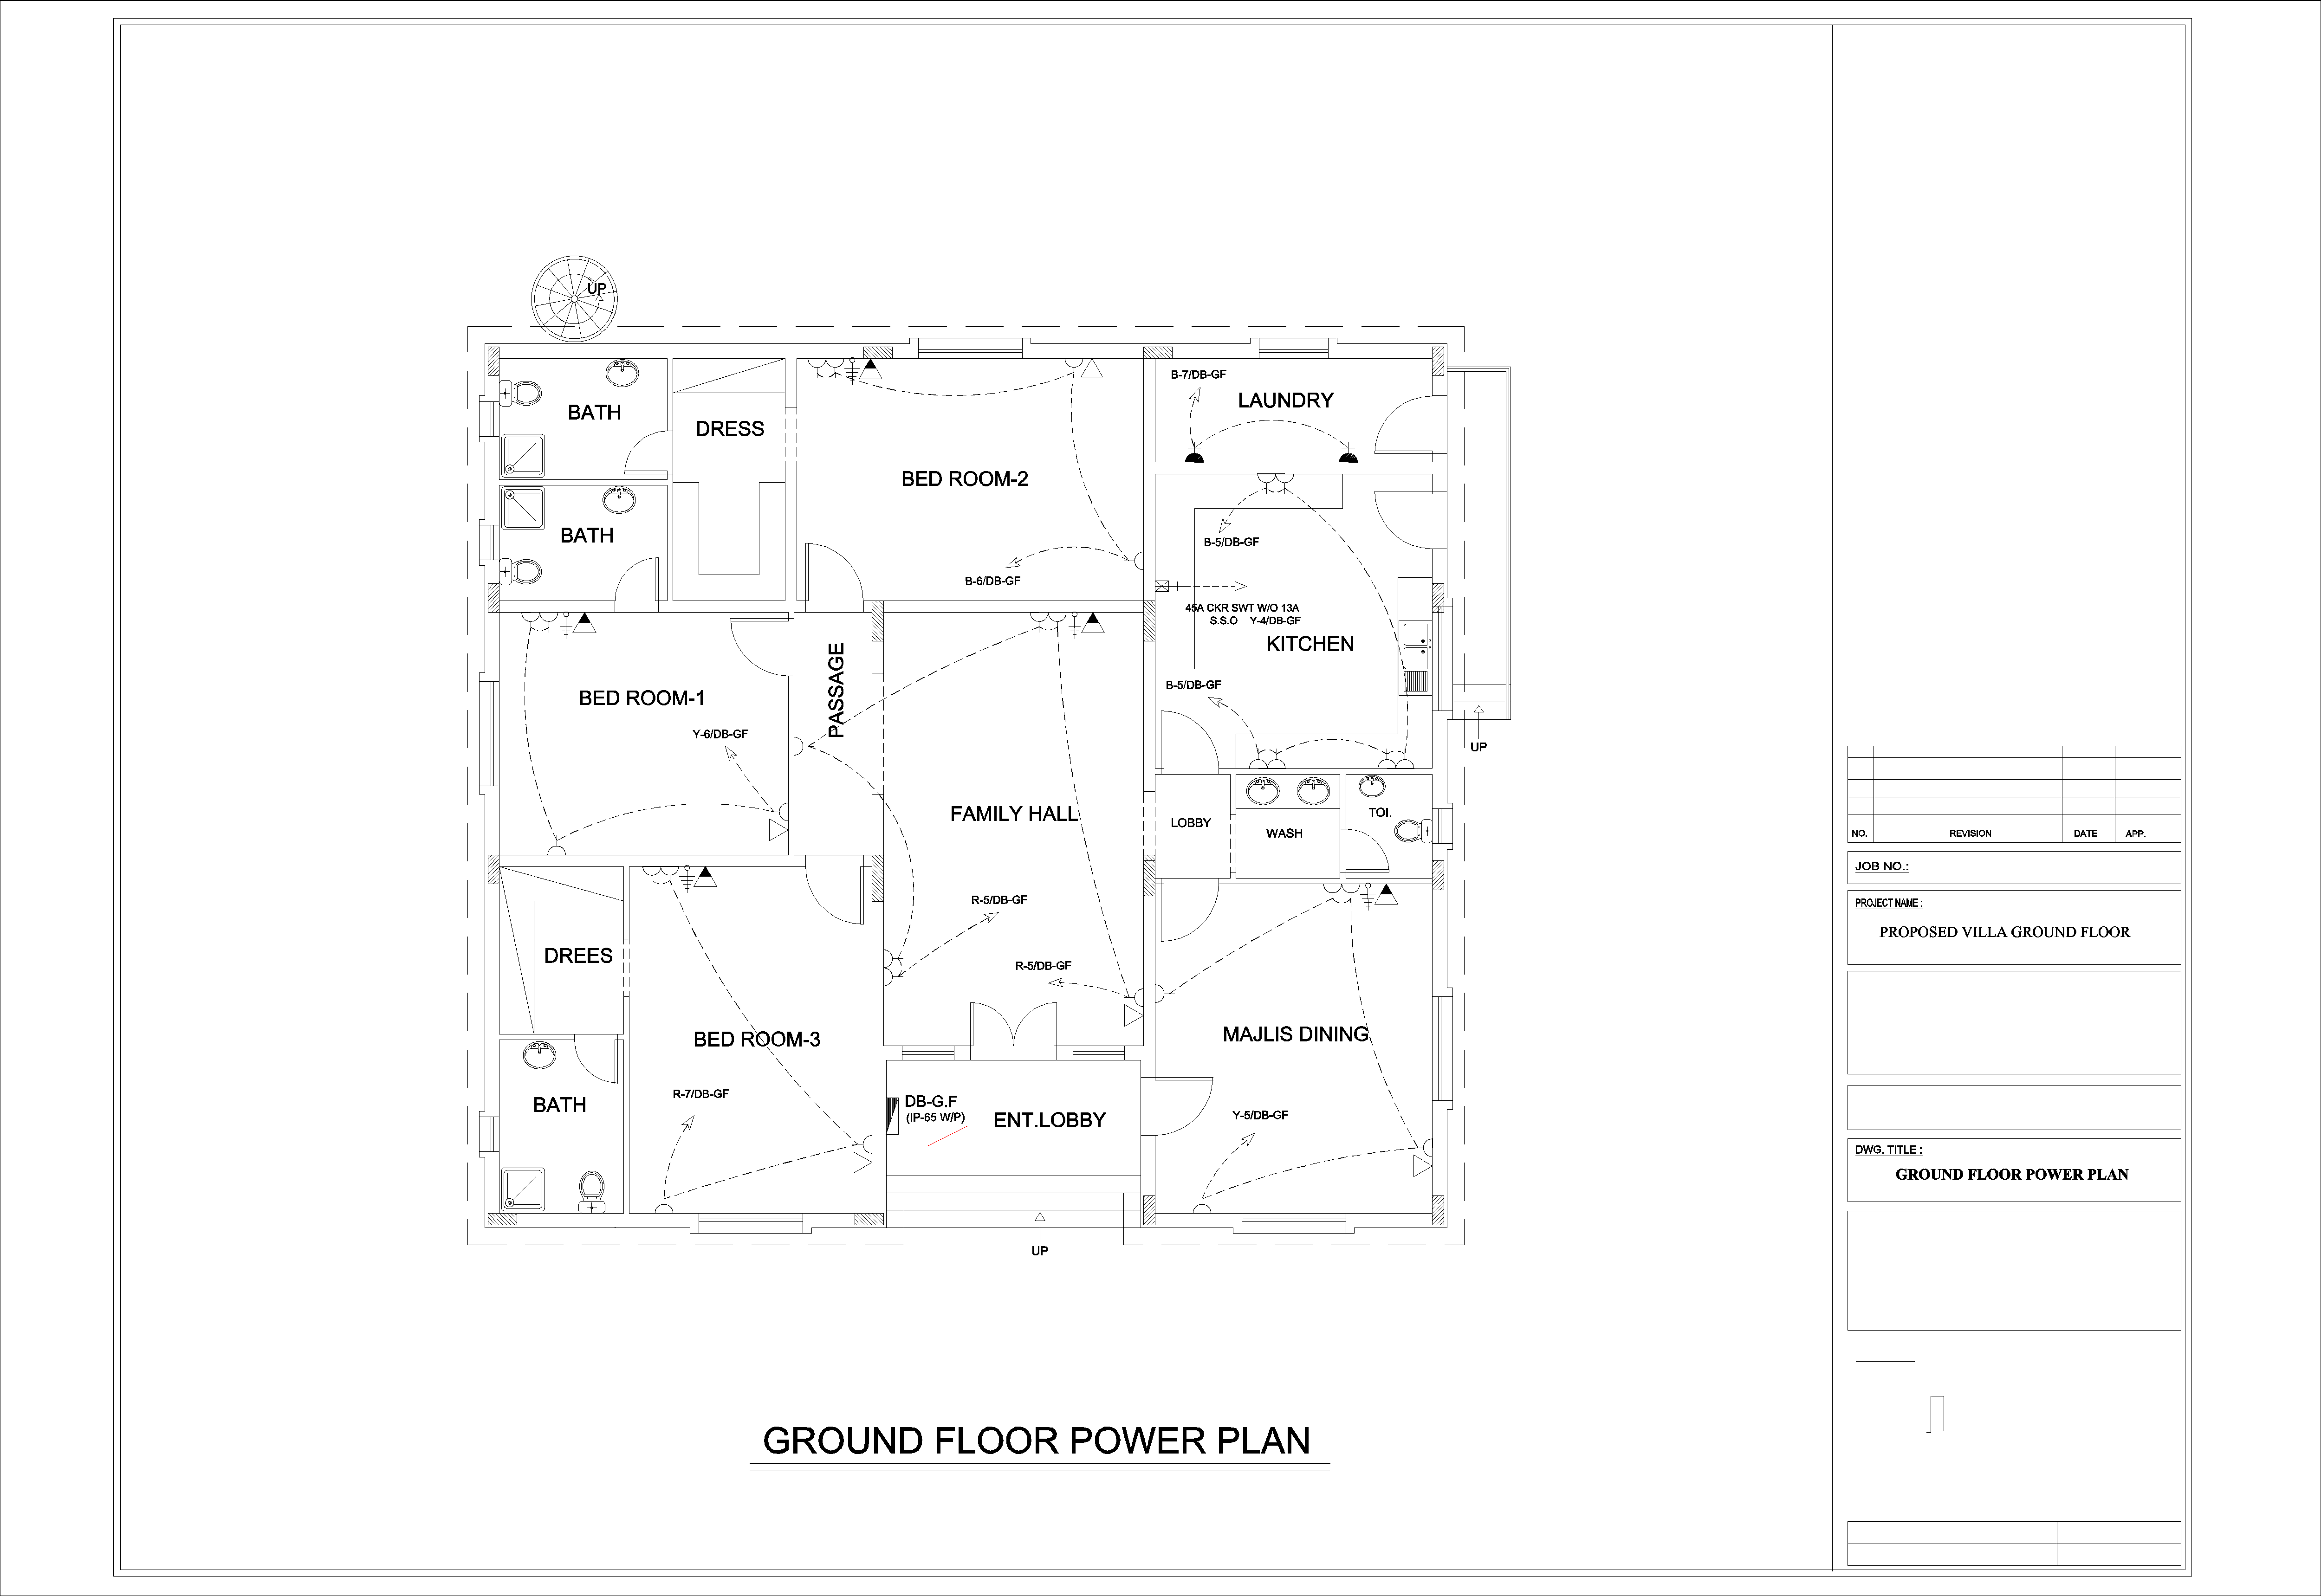 UP
BATH
DRESS
BED ROOM-2
B-7/DB-GF
LAUNDRY
BATH
B-6/DB-GF
B-5/DB-GF
45A CKR SWT W/O 13A
S.S.O Y-4/DB-GF
KITCHEN
B-5/DB-GF
UP
BED ROOM-1
Y-6/DB-GF
PASSAGE
FAMILY HALL
LOBBY
WASH
TOI.
R-5/DB-GF
R-5/DB-GF
DREES
BED ROOM-3
R-7/DB-GF
BATH
DB-G.F
(IP-65 W/P)
ENT.LOBBY
MAJLIS DINING
Y-5/DB-GF
UP
GROUND FLOOR POWER PLAN
NO. REVISION DATE APP.
JOB NO.:
PROJECT NAME :
PROPOSED VILLA GROUND FLOOR
DWG. TITLE :
GROUND FLOOR POWER PLAN